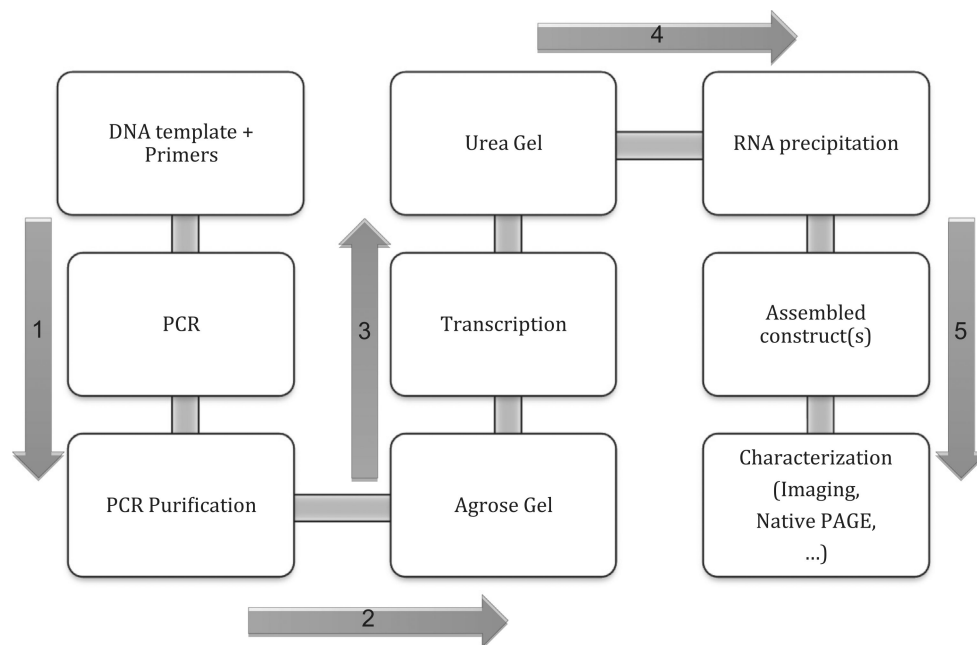 DNA template +
Primers
1
PCR
PCR Purification
2
Agrose Gel
3
Transcription
Urea Gel
4
RNA precipitation
Assembled
construct(s)
5
Characterization
(Imaging,
Native PAGE,
...)